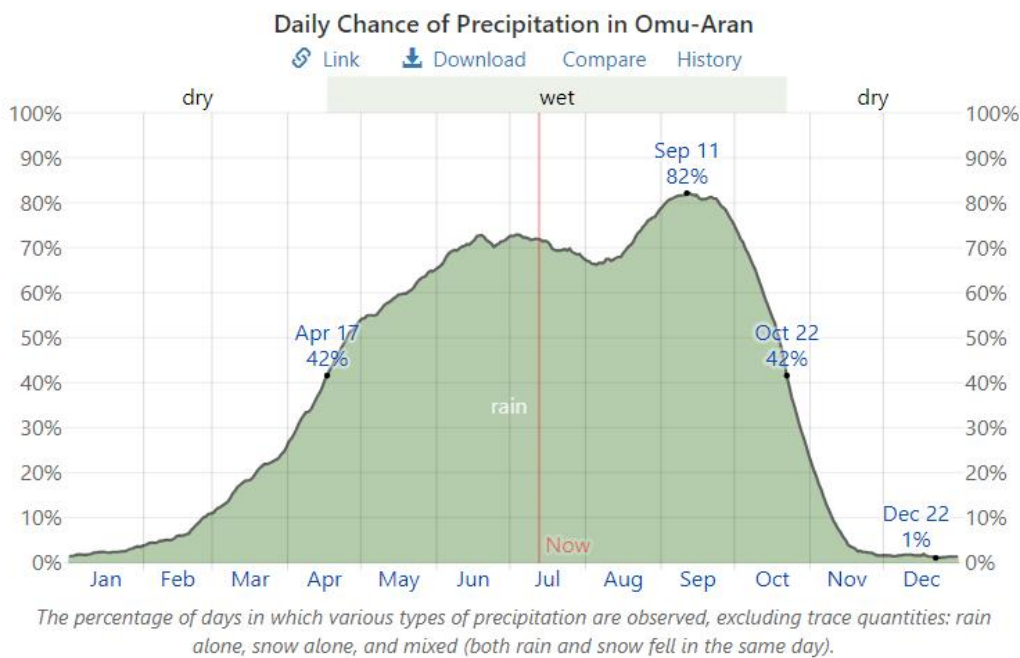 Daily Chance of Precipitation in Omu-Aran
Link Download Compare History
dry wet dry
100% 100%
90% 90%
80% 80%
70% 70%
60% 60%
50% 50%
40% 40%
30% 30%
20% 20%
10% 10%
0% 0%
Sep 11
82%
Apr 17
42%
Oct 22
42%
rain
Dec 22
1%
Now
Jan Feb Mar Apr May Jun Jul Aug Sep Oct Nov Dec
The percentage of days in which various types of precipitation are observed, excluding trace quantities: rain
alone, snow alone, and mixed (both rain and snow fell in the same day).